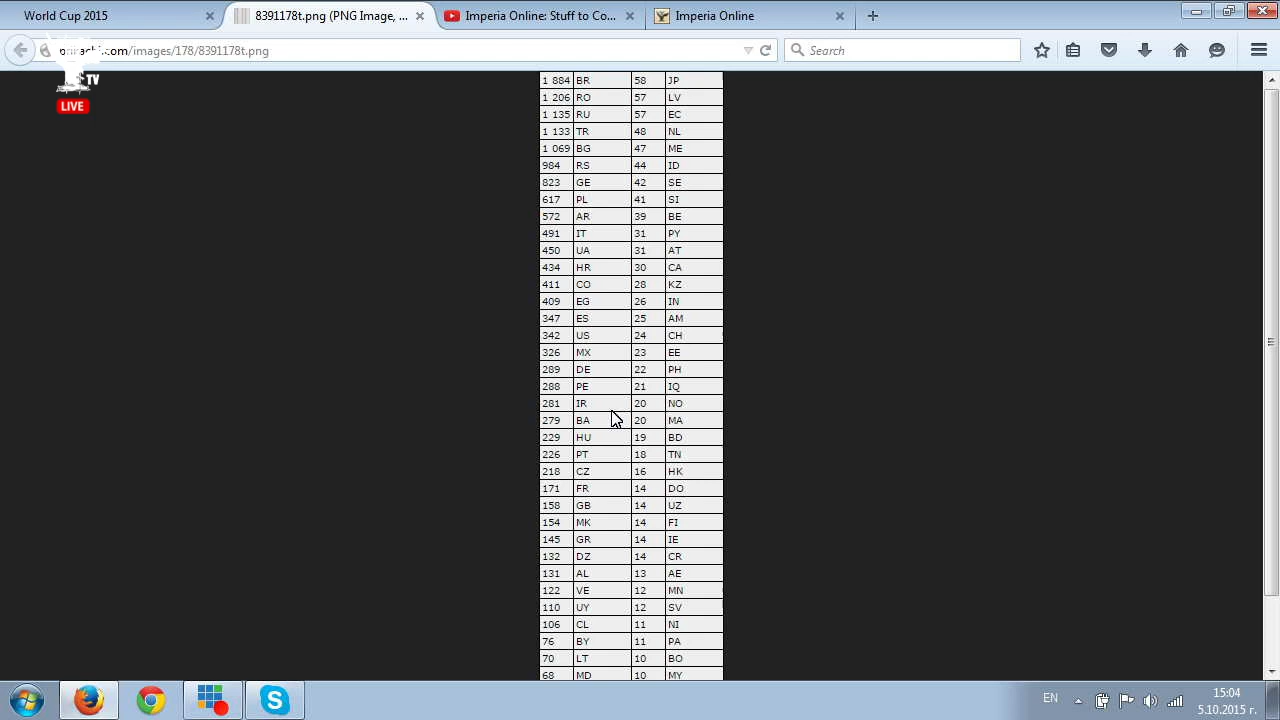 World Cup 2015
8391178t.png (PNG Image, ...
Imperia Online: Stuff to Co...
Imperia Online
.com/images/178/8391178t.png
Search
TV
LIVE
1 884 BR 58 JP
1 206 RO 57 LV
1 135 RU 57 EC
1 133 TR 48 NL
1 069 BG 47 ME
984 RS 44 ID
823 GE 42 SE
617 PL 41 SI
572 AR 39 BE
491 IT 31 PY
450 UA 31 AT
434 HR 30 CA
411 CO 28 KZ
409 EG 26 IN
347 ES 25 AM
342 US 24 CH
326 MX 23 EE
289 DE 22 PH
288 PE 21 IQ
281 IR 20 NO
279 BA 20 MA
229 HU 19 BD
226 PT 18 TN
218 CZ 16 HK
171 FR 14 DO
158 GB 14 UZ
154 MK 14 FI
145 GR 14 IE
132 DZ 14 CR
131 AL 13 AE
122 VE 12 MN
110 UY 12 SV
106 CL 11 NI
76 BY 11 PA
70 LT 10 BO
68 MD 10 MY
EN
15:04
5.10.2015 г.